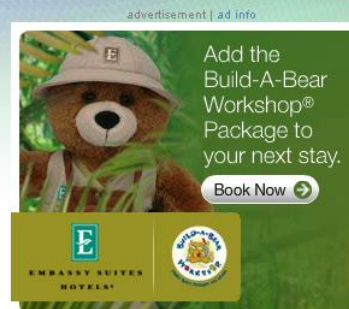 advertisement | ad info
Add the
Build-A-Bear
Workshop®
Package to
your next stay.
Book Now
E
E
EMBASSY SUITES
HOTELS®
BUILD-A-BEAR
WORKSHOP